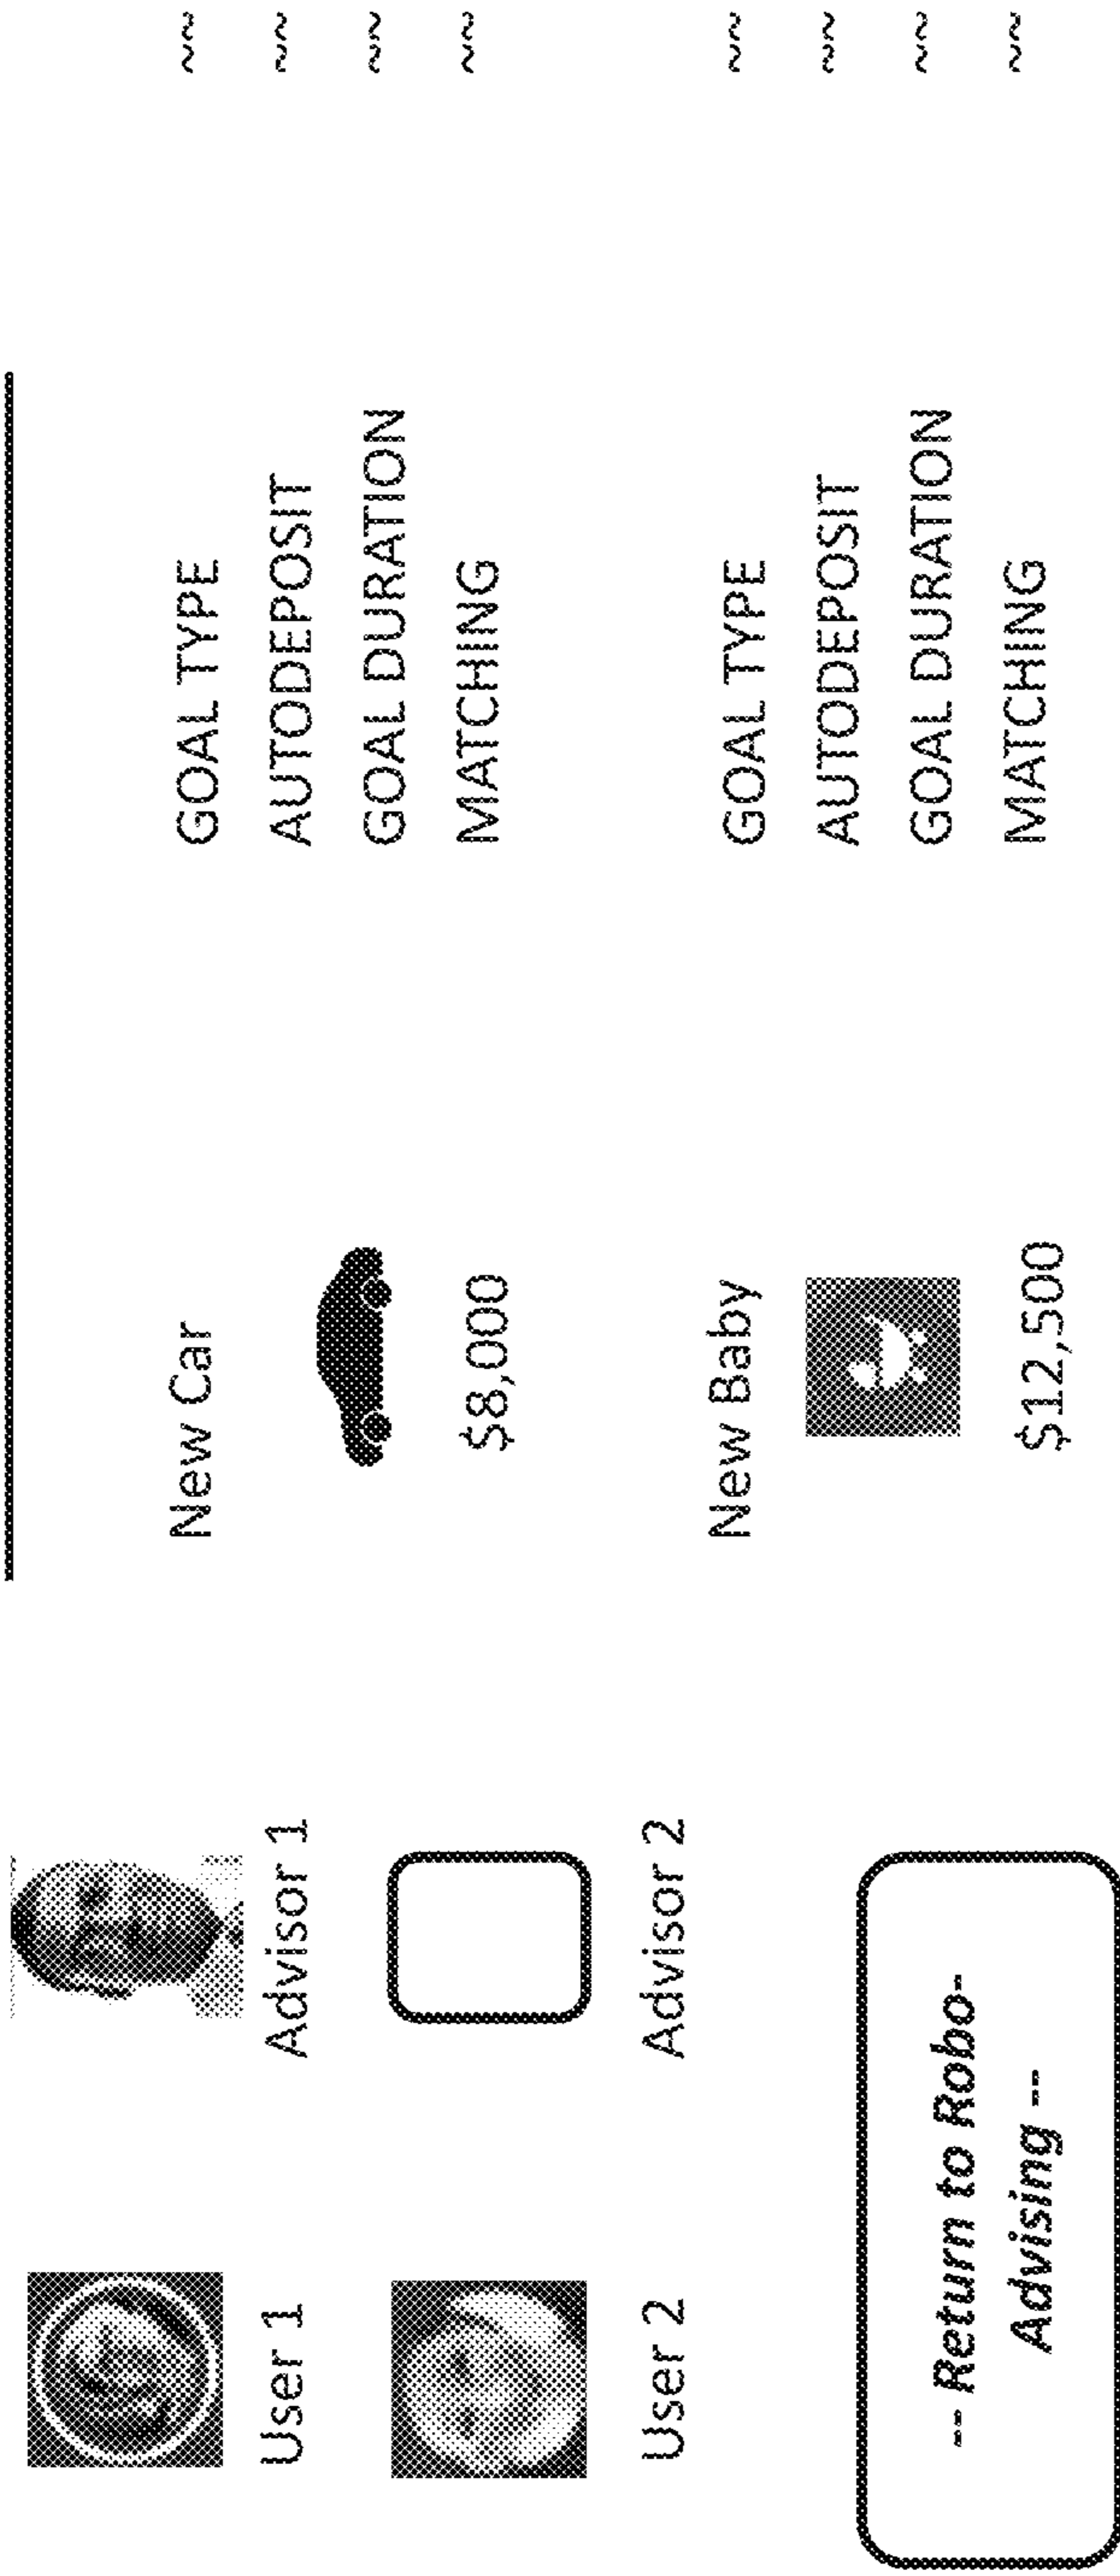 User 1
Advisor 1
User 2
Advisor 2
-- Return to Robo-
Advising --
New Car
$8,000
GOAL TYPE ~~
AUTODEPOSIT ~~
GOAL DURATION ~~
MATCHING ~~
New Baby
$12,500
GOAL TYPE ~~
AUTODEPOSIT ~~
GOAL DURATION ~~
MATCHING ~~